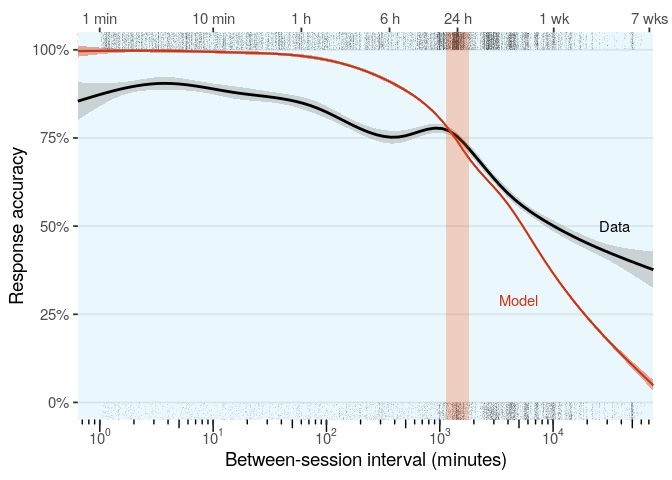 1 min 10 min 1 h 6 h 24 h 1 wk 7 wks
100%
75%
50%
25%
0%
Response accuracy
Data
Model
10⁰ 10¹ 10² 10³ 10⁴
Between-session interval (minutes)